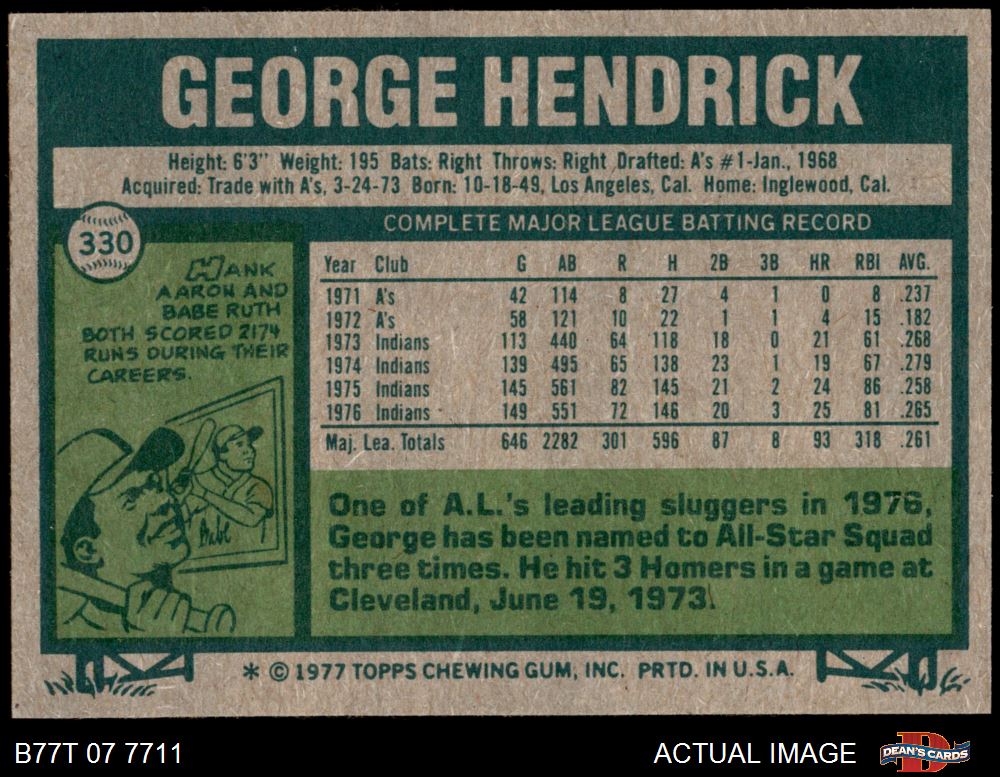 GEORGE HENDRICK
Height: 6'3" Weight: 195 Bats: Right Throws: Right Drafted: A's #1-Jan., 1968
Acquired: Trade with A's, 3-24-73 Born: 10-18-49, Los Angeles, Cal. Home: Inglewood, Cal.
330
HANK
AARON AND
BABE RUTH
BOTH SCORED 2174
RUNS DURING THEIR
CAREERS.
Babe
COMPLETE MAJOR LEAGUE BATTING RECORD
Year Club G AB R H 2B 3B HR RBI AVG.
1971 A's 42 114 8 27 4 1 0 8 .237
1972 A's 58 121 10 22 1 1 4 15 .182
1973 Indians 113 440 64 118 18 0 21 61 .268
1974 Indians 139 495 65 138 23 1 19 67 .279
1975 Indians 145 561 82 145 21 2 24 86 .258
1976 Indians 149 551 72 146 20 3 25 81 .265
Maj. Lea. Totals 646 2282 301 596 87 8 93 318 .261
One of A.L.'s leading sluggers in 1976,
George has been named to All-Star Squad
three times. He hit 3 Homers in a game at
Cleveland, June 19, 1973.
* © 1977 TOPPS CHEWING GUM, INC. PRTD. IN U.S.A.
B77T 07 7711
ACTUAL IMAGE
DEAN'S CARDS